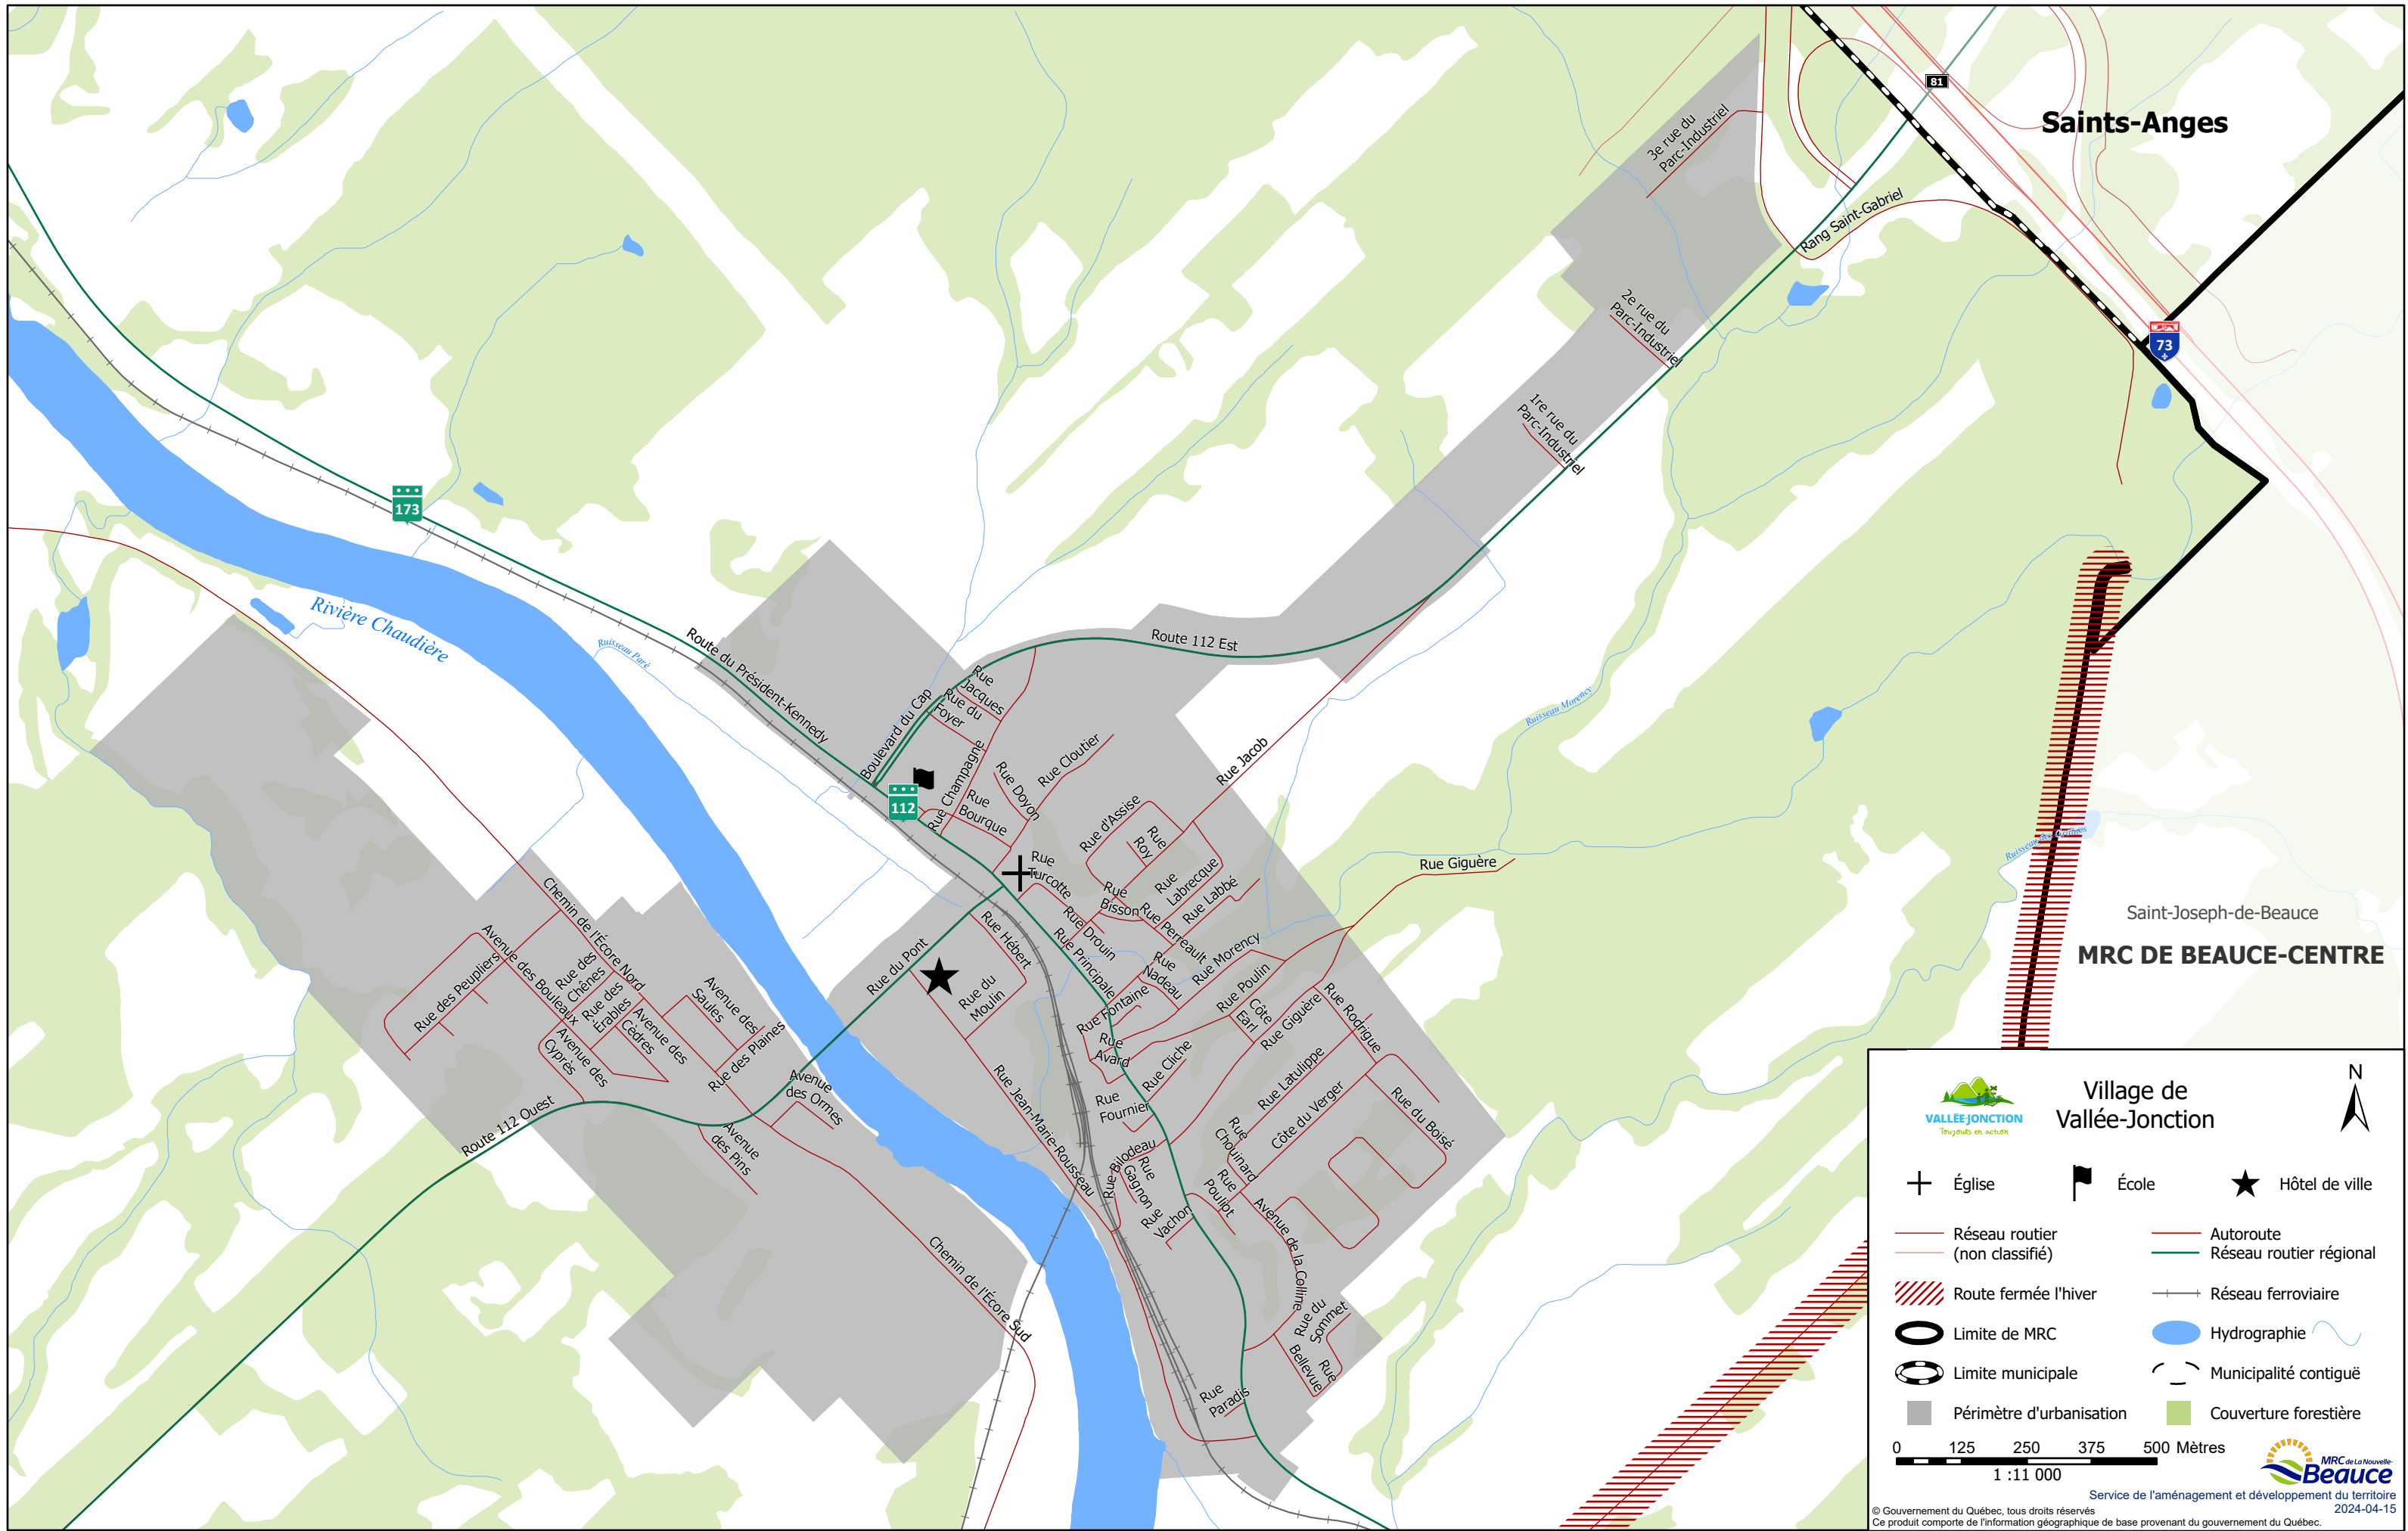 81
Saints-Anges
3e rue du
Parc-Industriel
Rang Saint-Gabriel
2e rue du
Parc-Industriel
73
1re rue du
Parc-Industriel
173
Rivière Chaudière
Ruisseau Paré
Route du Président-Kennedy
Route 112 Est
Boulevard du Cap
Rue
Jacques
Rue du
Foyer
Ruisseau Morency
Rue Champagne
Rue Cloutier
Rue Jacob
Rue Doyon
112
Rue
Bourque
Rue d'Assise
Rue
Roy
Rue
Turcotte
Rue Giguère
Rue
Labrecque
Rue
Bisson
Rue Labbé
Rue Perreault
Rue Drouin
Rue Hébert
Rue Principale
Rue du Pont
Rue
Nadeau
Rue Morency
Saint-Joseph-de-Beauce
MRC DE BEAUCE-CENTRE
Chemin de l'Écore Nord
Avenue des Bouleaux
Rue des Peupliers
Rue des
Chênes
Rue des
Érables
Avenue des
Cèdres
Avenue des
Saules
Rue des Plaines
Avenue des
Cyprès
Rue du
Moulin
Rue Fontaine
Rue Poulin
Côte
Earl
Rue Giguère
Rue Rodrigue
Rue
Avard
Rue Cliche
Rue Latulippe
Avenue
des Ormes
Rue Jean-Marie-Rousseau
Rue
Fournier
Côte du Verger
Rue du Boisé
Route 112 Ouest
Avenue
des Pins
Rue Bilodeau
Rue
Gagnon
Rue
Chouinard
Rue
Pouliot
Rue
Vachon
Avenue de la Colline
Chemin de l'Écore Sud
Rue du
Sommet
Rue
Bellevue
Rue
Paradis
VALLÉE-JONCTION
Toujours en action
Village de
Vallée-Jonction
N
Église
École
Hôtel de ville
Réseau routier
(non classifié)
Autoroute
Réseau routier régional
Route fermée l'hiver
Réseau ferroviaire
Limite de MRC
Hydrographie
Limite municipale
Municipalité contiguë
Périmètre d'urbanisation
Couverture forestière
0 125 250 375 500 Mètres
1 :11 000
MRC de La Nouvelle-
Beauce
Service de l'aménagement et développement du territoire
2024-04-15
© Gouvernement du Québec, tous droits réservés
Ce produit comporte de l'information géographique de base provenant du gouvernement du Québec.